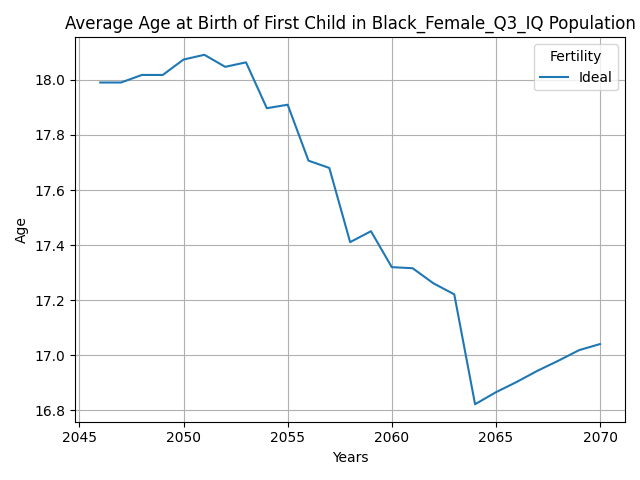 Average Age at Birth of First Child in Black_Female_Q3_IQ Population
Fertility
Ideal
Age
18.0
17.8
17.6
17.4
17.2
17.0
16.8
2045 2050 2055 2060 2065 2070
Years